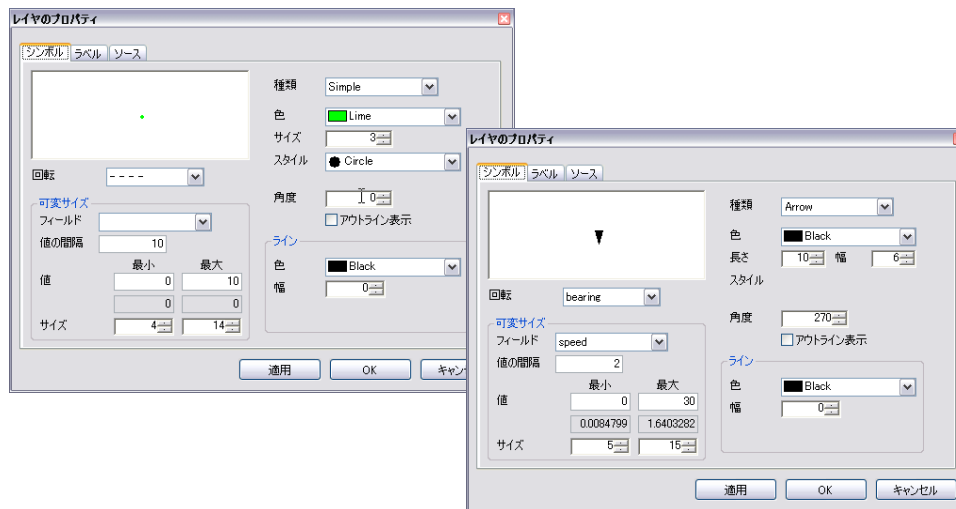 レイヤのプロパティ
シンボル ラベル ソース
種類 Simple
色 Lime
サイズ 3
スタイル Circle
回転 ----
角度 0
アウトライン表示
可変サイズ
フィールド
値の間隔 10
最小 最大
値 0 10
0 0
サイズ 4 14
ライン
色 Black
幅 0
適用 OK キャン
レイヤのプロパティ
シンボル ラベル ソース
種類 Arrow
色 Black
長さ 10 幅 6
スタイル
回転 bearing
角度 270
アウトライン表示
可変サイズ
フィールド speed
値の間隔 2
最小 最大
値 0 30
0.0084799 1.6403282
サイズ 5 15
ライン
色 Black
幅 0
適用 OK キャンセル